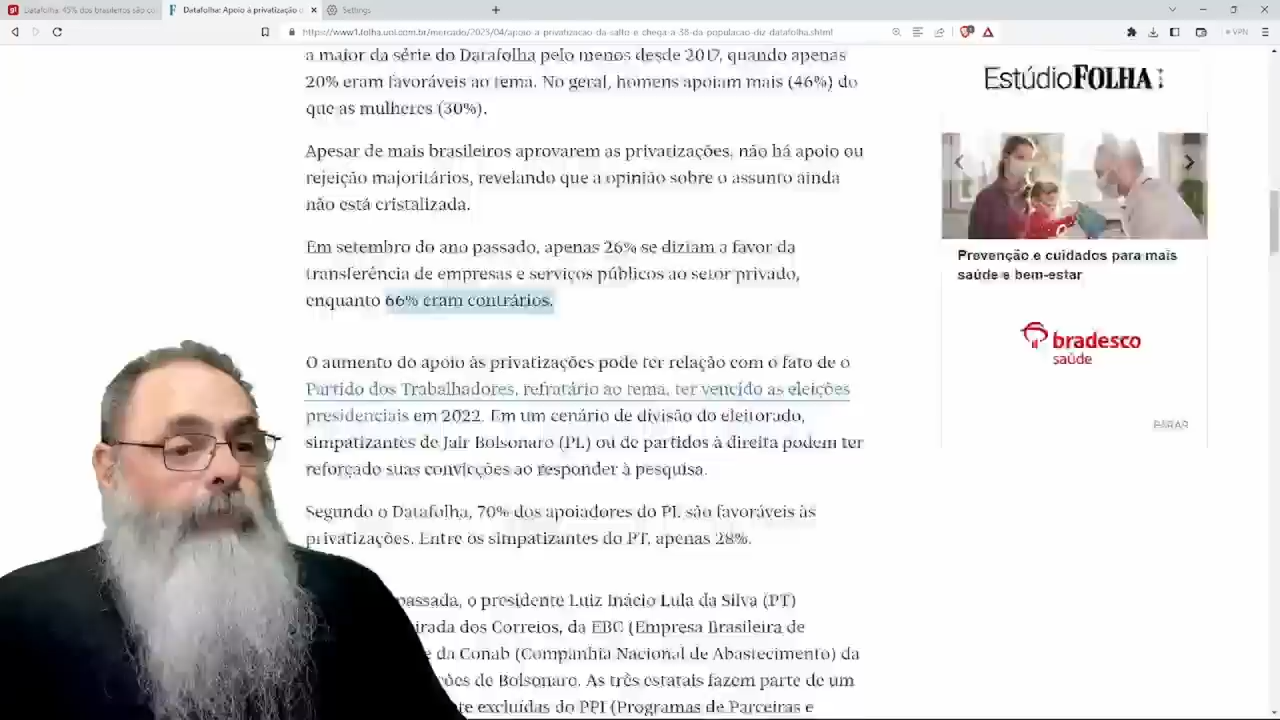 Datafolha: 45% dos brasileiros são co
Datafolha: Apoio à privatização
Settings
https://www1.folha.uol.com.br/mercado/2023/04/apoio-a-privatizacao-da-salto-e-chega-a-38-da-populacao-diz-datafolha.shtml
VPN
a maior da série do Datafolha pelo menos desde 2017, quando apenas
20% eram favoráveis ao tema. No geral, homens apoiam mais (46%) do
que as mulheres (30%).
Apesar de mais brasileiros aprovarem as privatizações, não há apoio ou
rejeição majoritários, revelando que a opinião sobre o assunto ainda
não está cristalizada.
Em setembro do ano passado, apenas 26% se diziam a favor da
transferência de empresas e serviços públicos ao setor privado,
enquanto 66% eram contrários.
O aumento do apoio às privatizações pode ter relação com o fato de o
Partido dos Trabalhadores, refratário ao tema, ter vencido as eleições
presidenciais em 2022. Em um cenário de divisão do eleitorado,
simpatizantes de Jair Bolsonaro (PL) ou de partidos à direita podem ter
reforçado suas convicções ao responder à pesquisa.
Segundo o Datafolha, 70% dos apoiadores do PL são favoráveis às
privatizações. Entre os simpatizantes do PT, apenas 28%.
passada, o presidente Luiz Inácio Lula da Silva (PT)
irada dos Correios, da EBC (Empresa Brasileira de
e da Conab (Companhia Nacional de Abastecimento) da
ções de Bolsonaro. As três estatais fazem parte de um
te excluídas do PPI (Programas de Parceiras e
EstúdioFOLHA
Prevenção e cuidados para mais
saúde e bem-estar
bradesco
saúde
PARAR